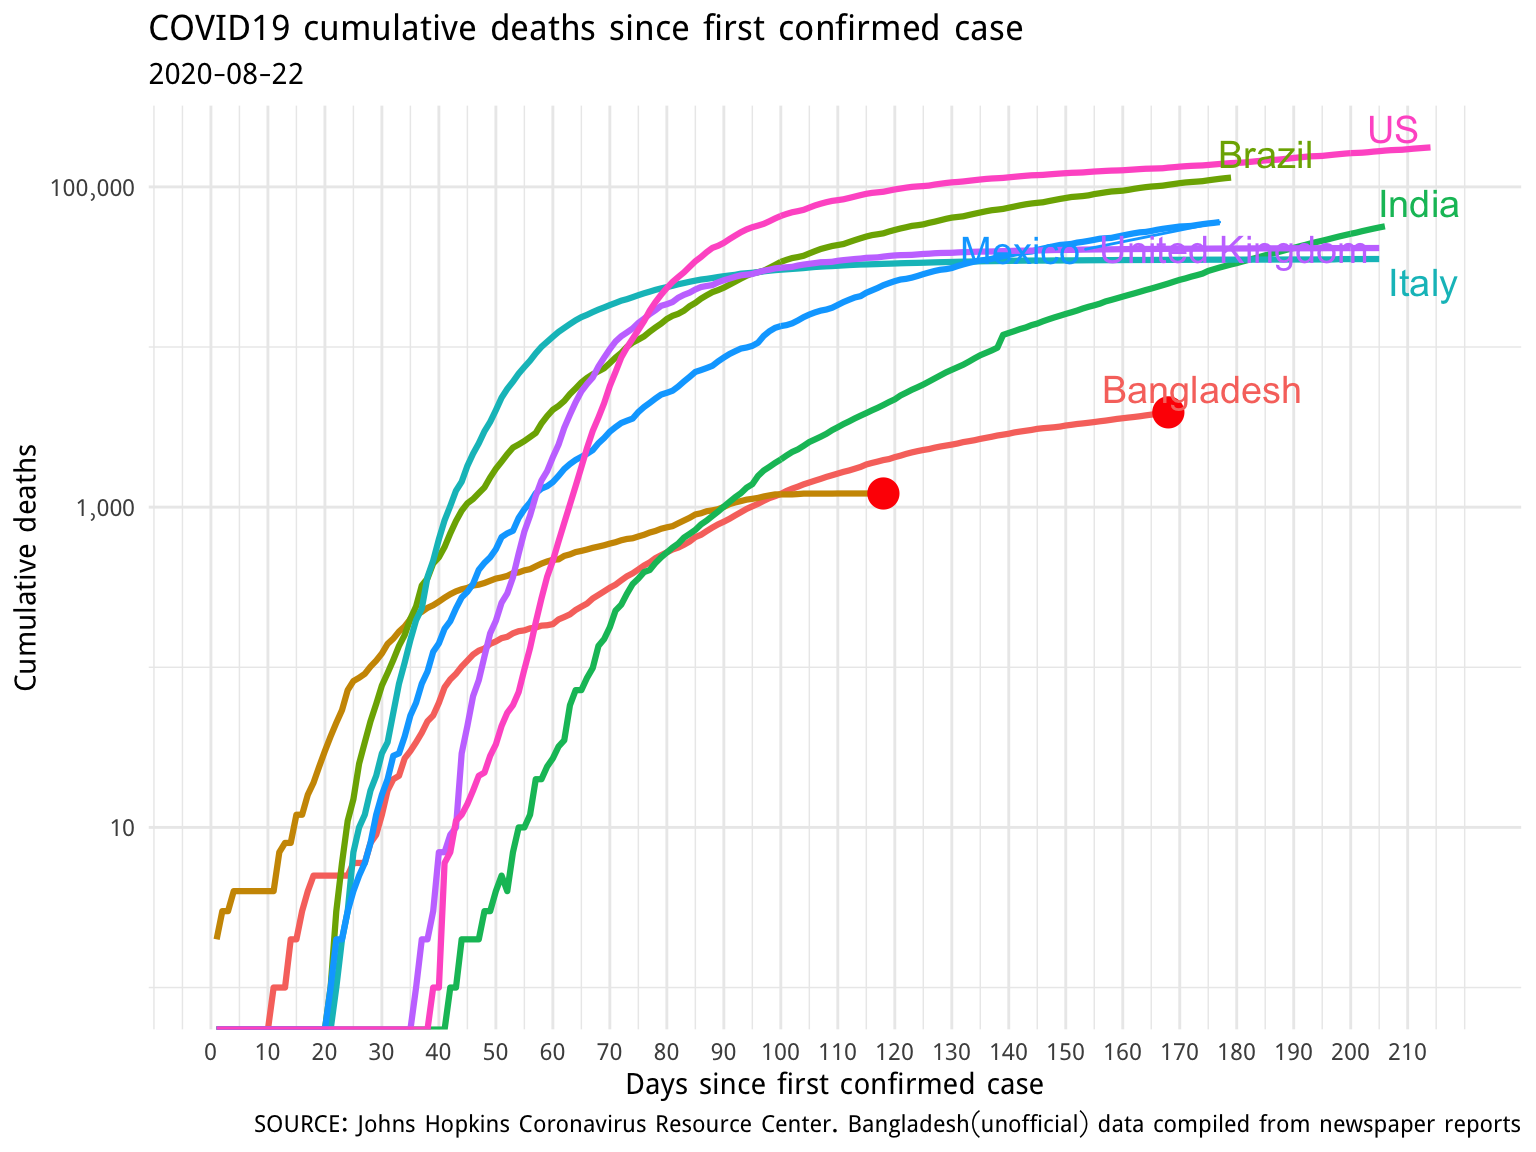 COVID19 cumulative deaths since first confirmed case
2020-08-22
US
Brazil
100,000
India
Mexico
United Kingdom
Italy
Bangladesh
1,000
10
Cumulative deaths
0 10 20 30 40 50 60 70 80 90 100 110 120 130 140 150 160 170 180 190 200 210
Days since first confirmed case
SOURCE: Johns Hopkins Coronavirus Resource Center. Bangladesh(unofficial) data compiled from newspaper reports